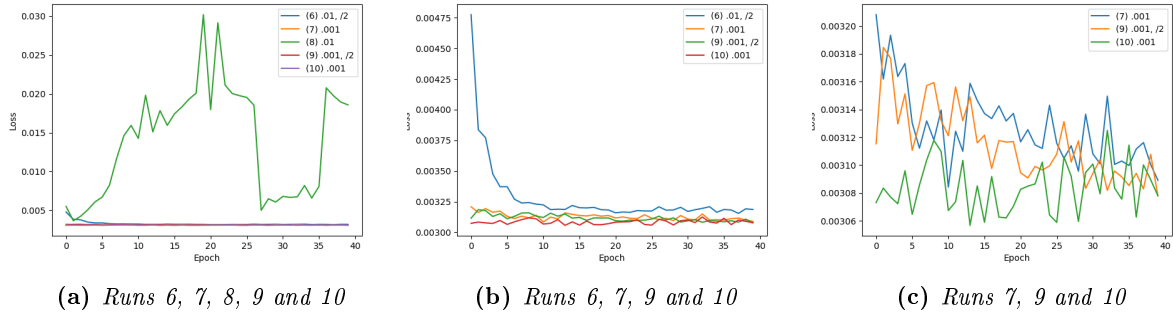 0.030
0.025
0.020
0.015
0.010
0.005
Loss
0 5 10 15 20 25 30 35 40
Epoch
(6) .01, /2
(7) .001
(8) .01
(9) .001, /2
(10) .001
(a) Runs 6, 7, 8, 9 and 10
0.00475
0.00450
0.00425
0.00400
0.00375
0.00350
0.00325
0.00300
0 5 10 15 20 25 30 35 40
Epoch
(6) .01, /2
(7) .001
(9) .001, /2
(10) .001
(b) Runs 6, 7, 9 and 10
0.00320
0.00318
0.00316
0.00314
0.00312
0.00310
0.00308
0.00306
0 5 10 15 20 25 30 35 40
Epoch
(7) .001
(9) .001, /2
(10) .001
(c) Runs 7, 9 and 10